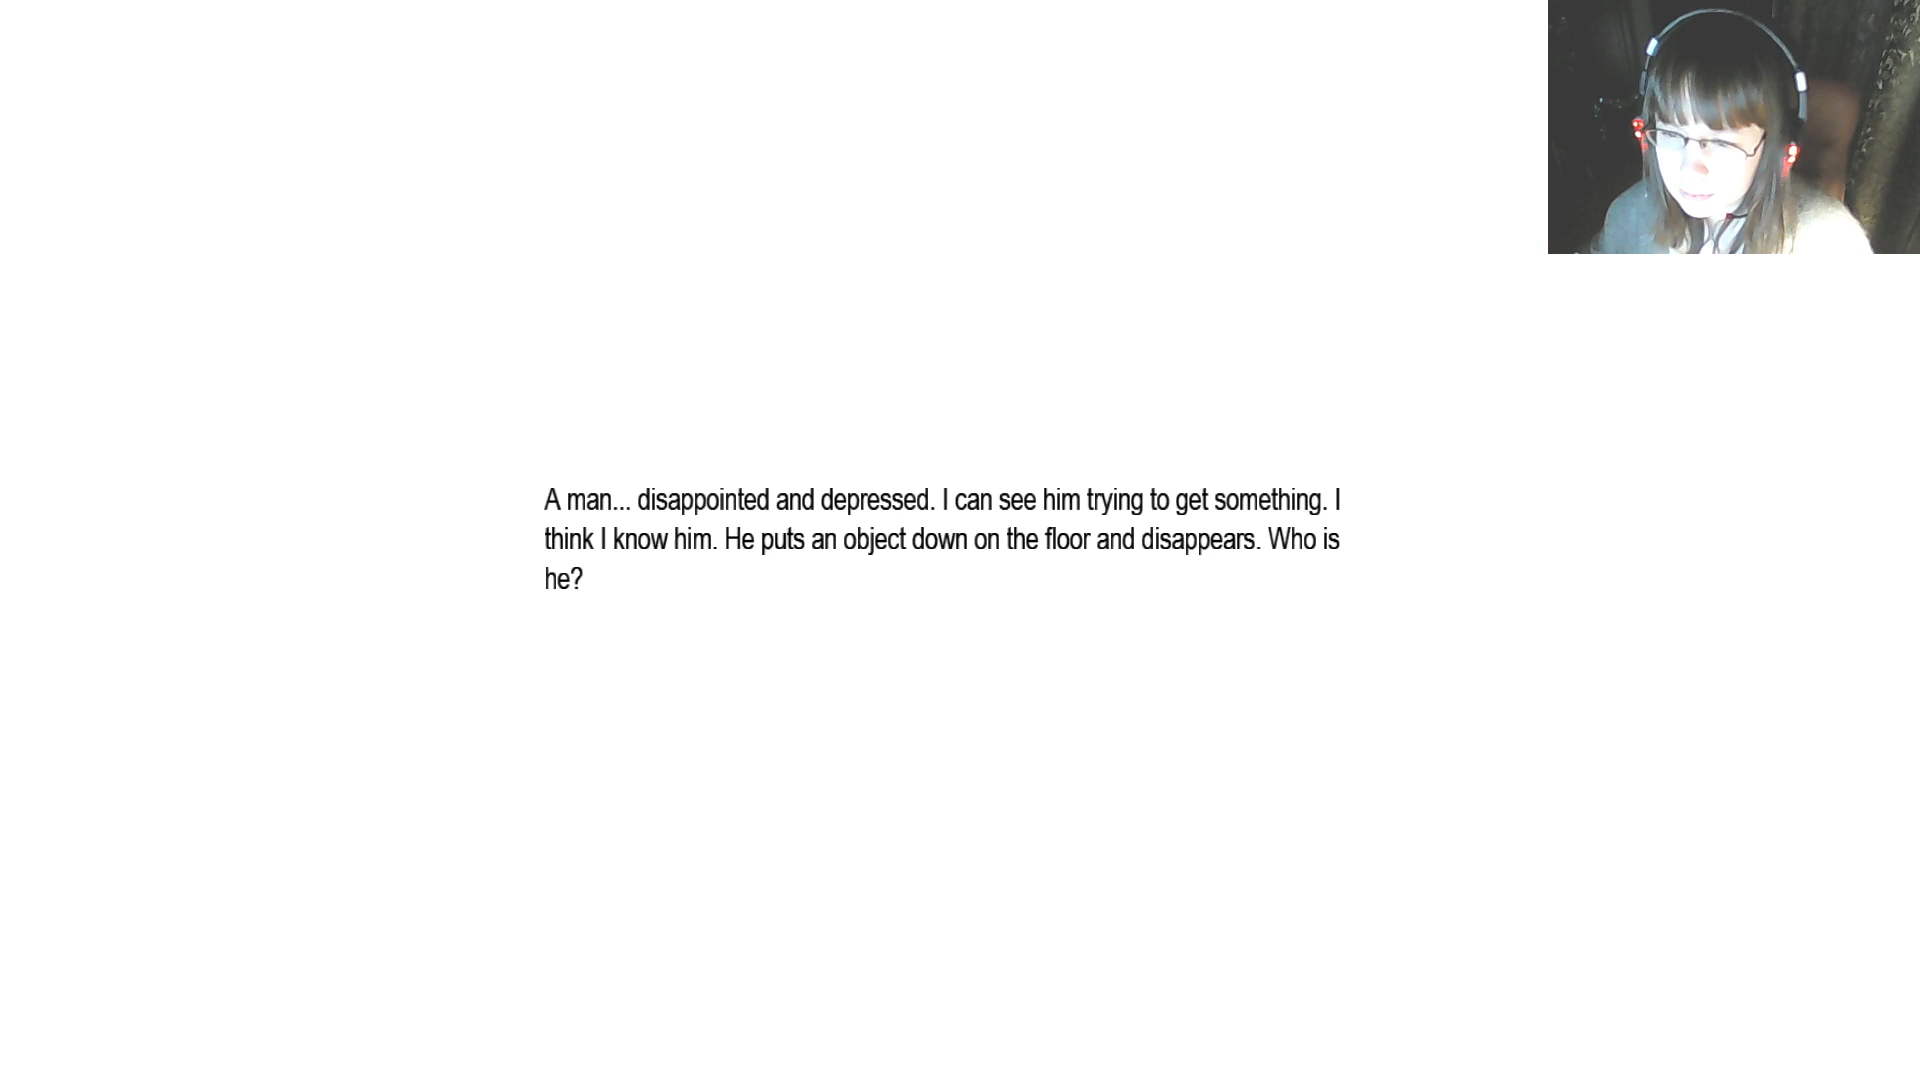 A man... disappointed and depressed. I can see him trying to get something. I
think I know him. He puts an object down on the floor and disappears. Who is
he?